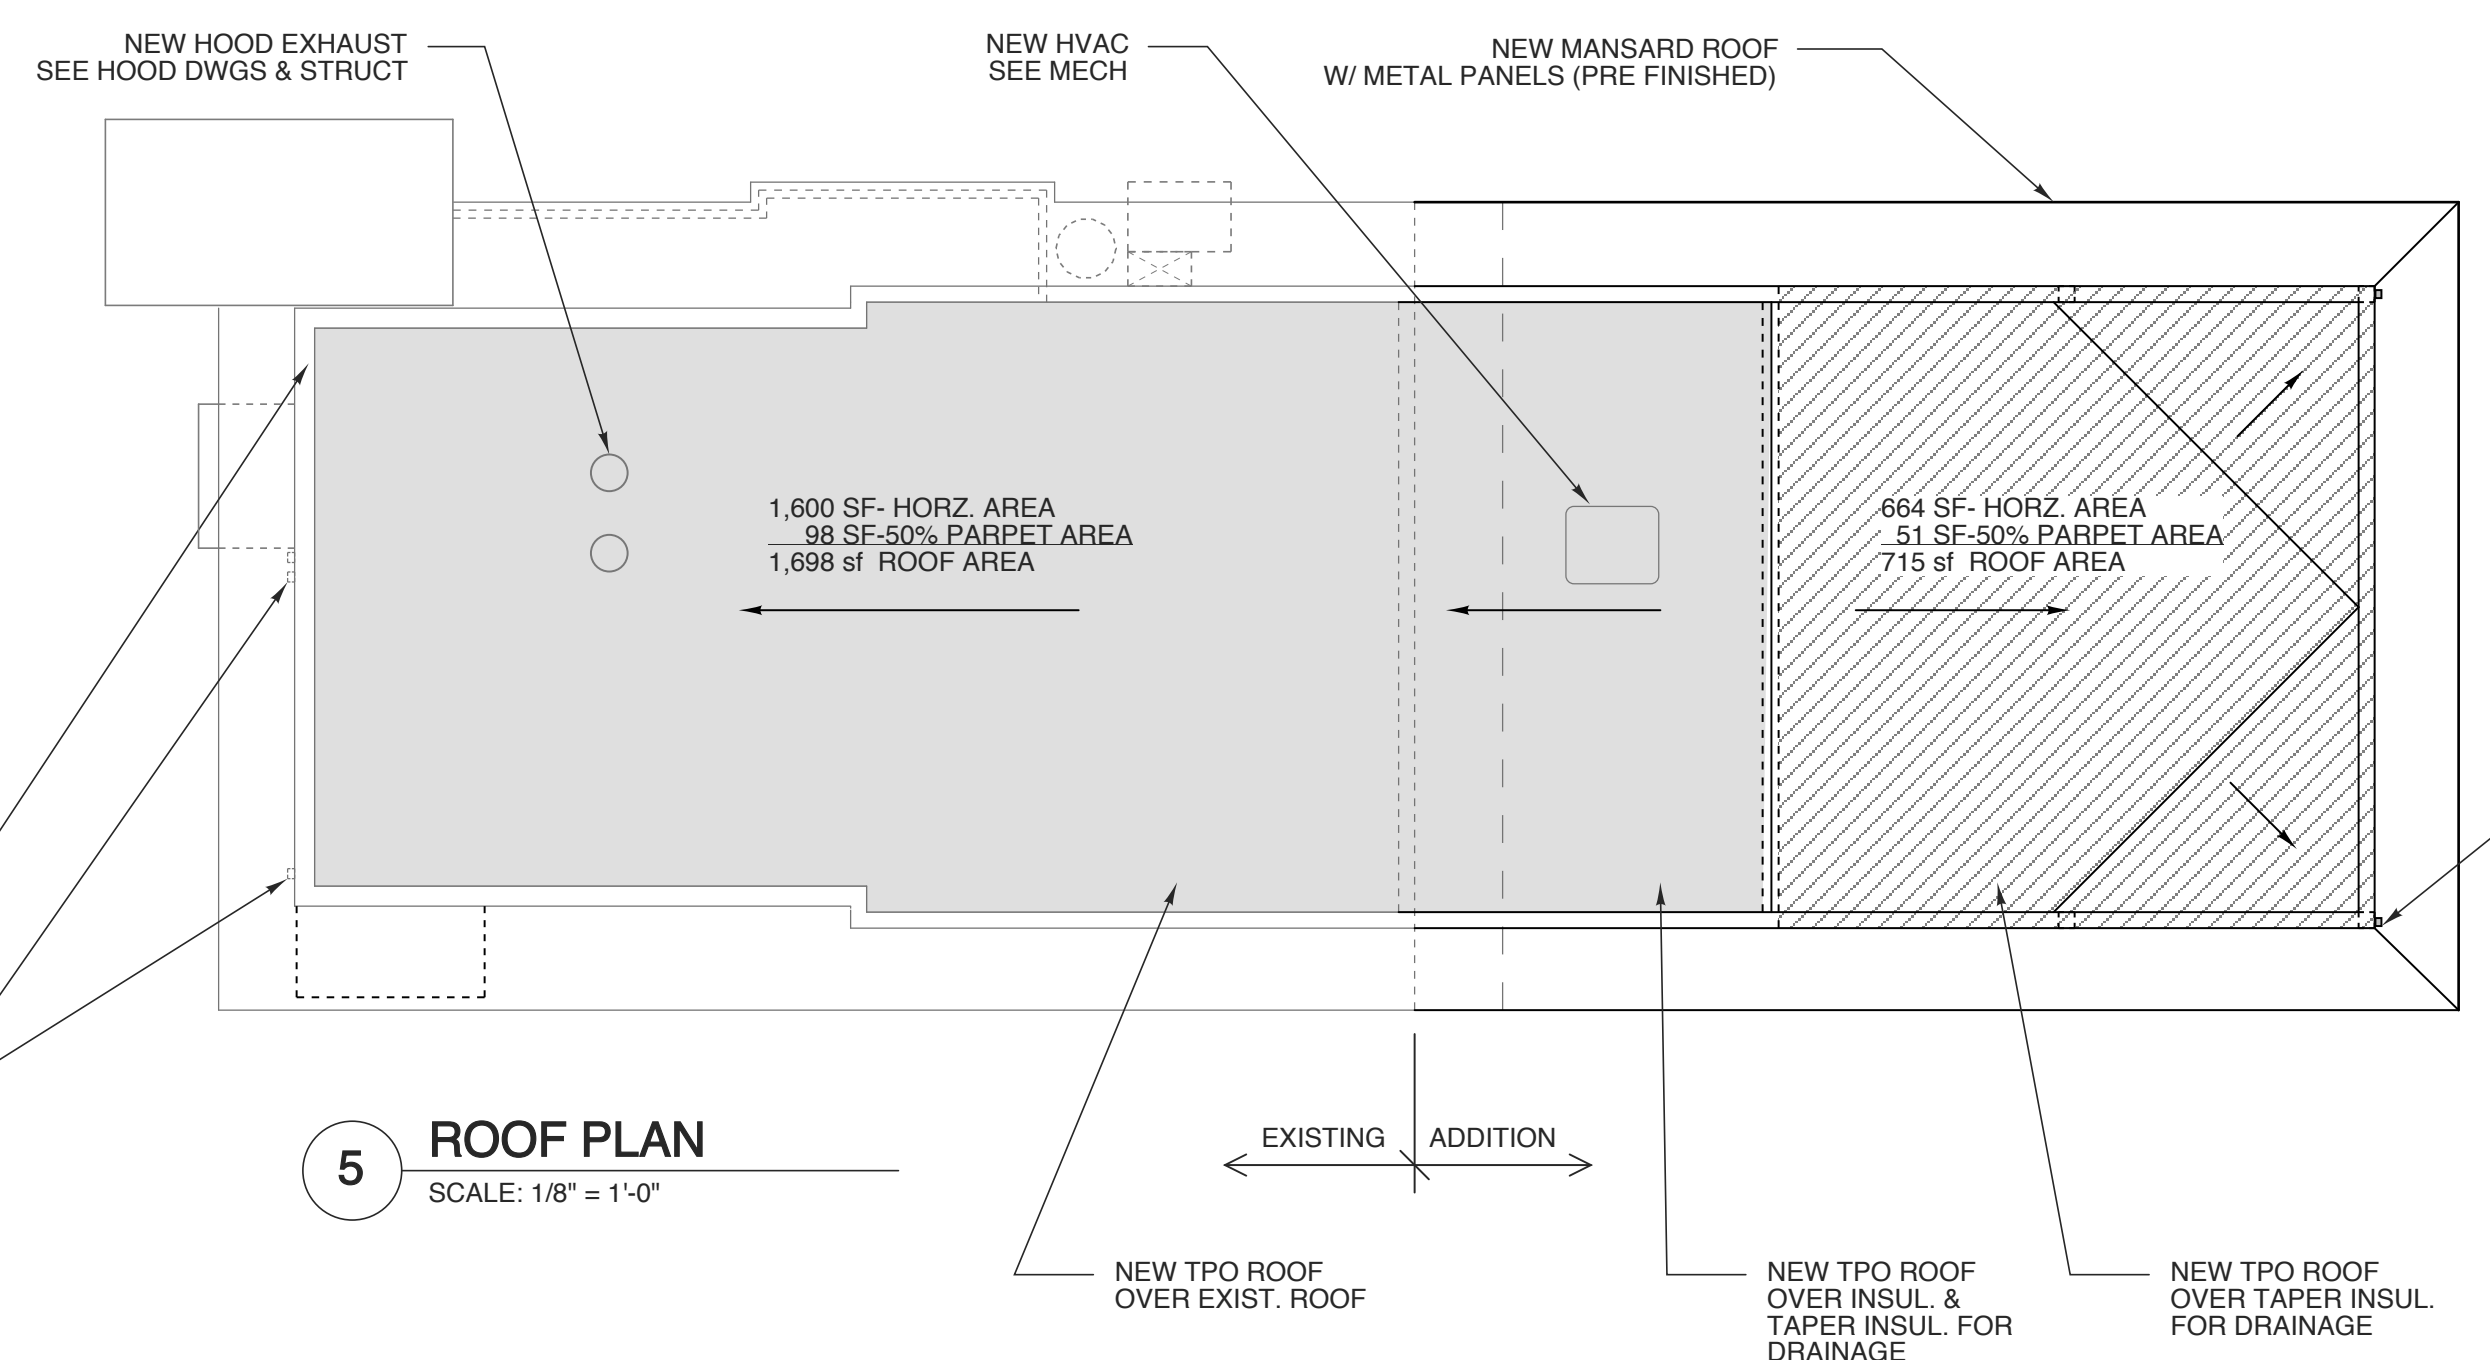 NEW HOOD EXHAUST
SEE HOOD DWGS & STRUCT
NEW HVAC
SEE MECH
NEW MANSARD ROOF
W/ METAL PANELS (PRE FINISHED)
1,600 SF- HORZ. AREA
98 SF-50% PARPET AREA
1,698 sf ROOF AREA
664 SF- HORZ. AREA
51 SF-50% PARPET AREA
715 sf ROOF AREA
5
ROOF PLAN
SCALE: 1/8" = 1'-0"
EXISTING
ADDITION
NEW TPO ROOF
OVER EXIST. ROOF
NEW TPO ROOF
OVER INSUL. &
TAPER INSUL. FOR
DRAINAGE
NEW TPO ROOF
OVER TAPER INSUL.
FOR DRAINAGE